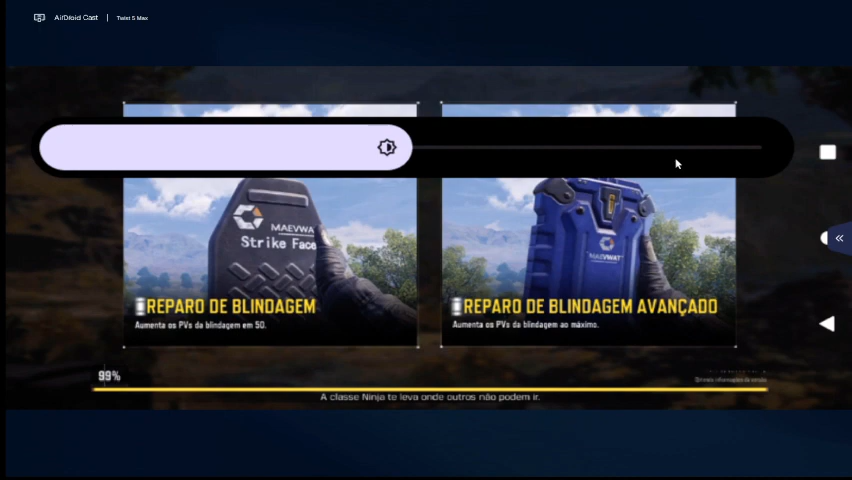 AirDroid Cast | Twist 5 Max
MAEVWAT
Strike Face
MAEVWAT
REPARO DE BLINDAGEM
Aumenta os PVs da blindagem em 50.
REPARO DE BLINDAGEM AVANÇADO
Aumenta os PVs da blindagem ao máximo.
99%
A classe Ninja te leva onde outros não podem ir.